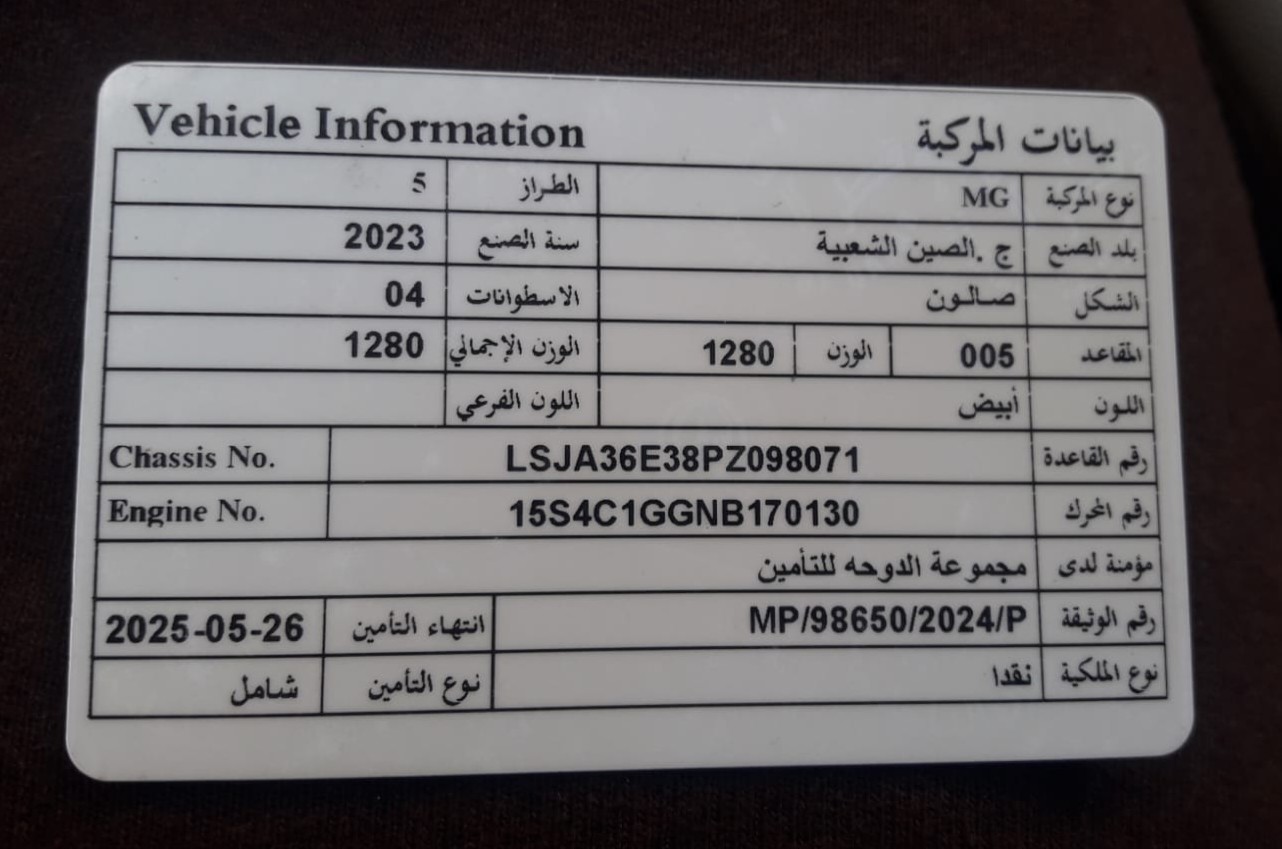 Vehicle Information بيانات المركبة
نوع المركبة MG الطراز 5
بلد الصنع ج .الصين الشعبية سنة الصنع 2023
الشكل صالون الاسطوانات 04
المقاعد 005 الوزن 1280 الوزن الإجمالي 1280
اللون أبيض اللون الفرعي
رقم القاعدة LSJA36E38PZ098071 Chassis No.
رقم المحرك 15S4C1GGNB170130 Engine No.
مؤمنة لدى مجموعة الدوحه للتأمين
رقم الوثيقة MP/98650/2024/P انتهاء التأمين 2025-05-26
نوع الملكية نقدا نوع التأمين شامل